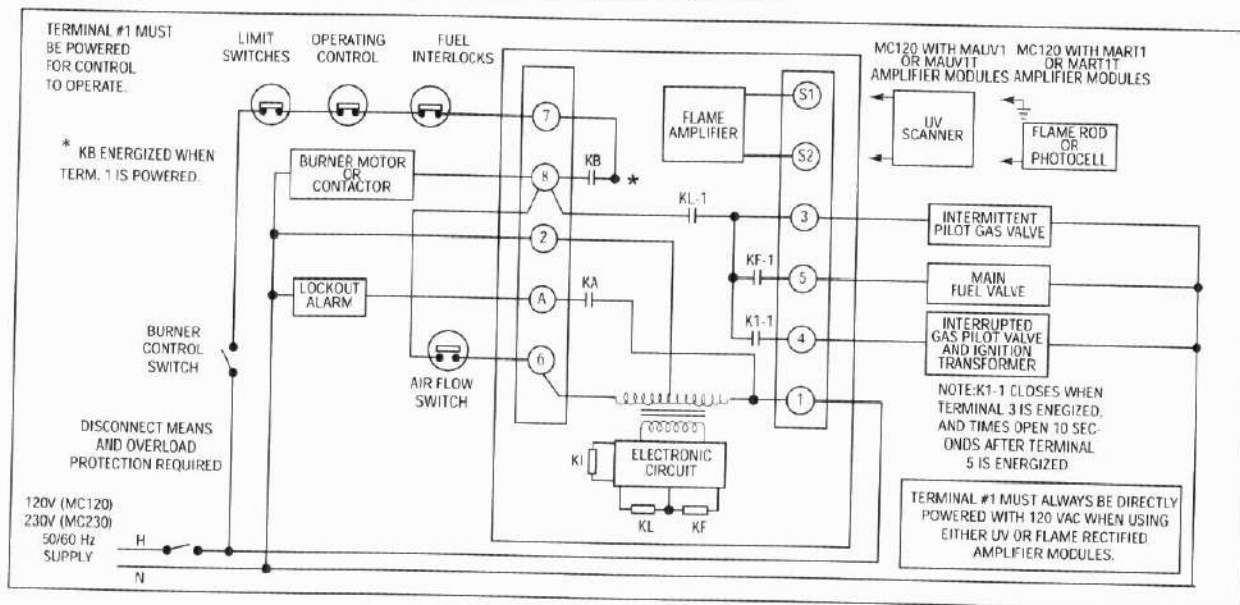 TERMINAL #1 MUST
BE POWERED
FOR CONTROL
TO OPERATE.
LIMIT
SWITCHES
OPERATING
CONTROL
FUEL
INTERLOCKS
* KB ENERGIZED WHEN
TERM. 1 IS POWERED.
BURNER MOTOR
OR
CONTACTOR
LOCKOUT
ALARM
BURNER
CONTROL
SWITCH
AIR FLOW
SWITCH
DISCONNECT MEANS
AND OVERLOAD
PROTECTION REQUIRED
120V (MC120)
230V (MC230)
50/60 Hz
SUPPLY
H
N
7
8
2
A
6
KB
*
KA
KL-1
KF-1
K1-1
FLAME
AMPLIFIER
S1
S2
3
5
4
1
KI
ELECTRONIC
CIRCUIT
KL
KF
MC120 WITH MAUV1
OR MAUV1T
AMPLIFIER MODULES
MC120 WITH MART1
OR MART1T
AMPLIFIER MODULES
UV
SCANNER
FLAME ROD
OR
PHOTOCELL
INTERMITTENT
PILOT GAS VALVE
MAIN
FUEL VALVE
INTERRUPTED
GAS PILOT VALVE
AND IGNITION
TRANSFORMER
NOTE:K1-1 CLOSES WHEN
TERMINAL 3 IS ENEGIZED,
AND TIMES OPEN 10 SEC-
ONDS AFTER TERMINAL
5 IS ENERGIZED
TERMINAL #1 MUST ALWAYS BE DIRECTLY
POWERED WITH 120 VAC WHEN USING
EITHER UV OR FLAME RECTIFIED
AMPLIFIER MODULES.